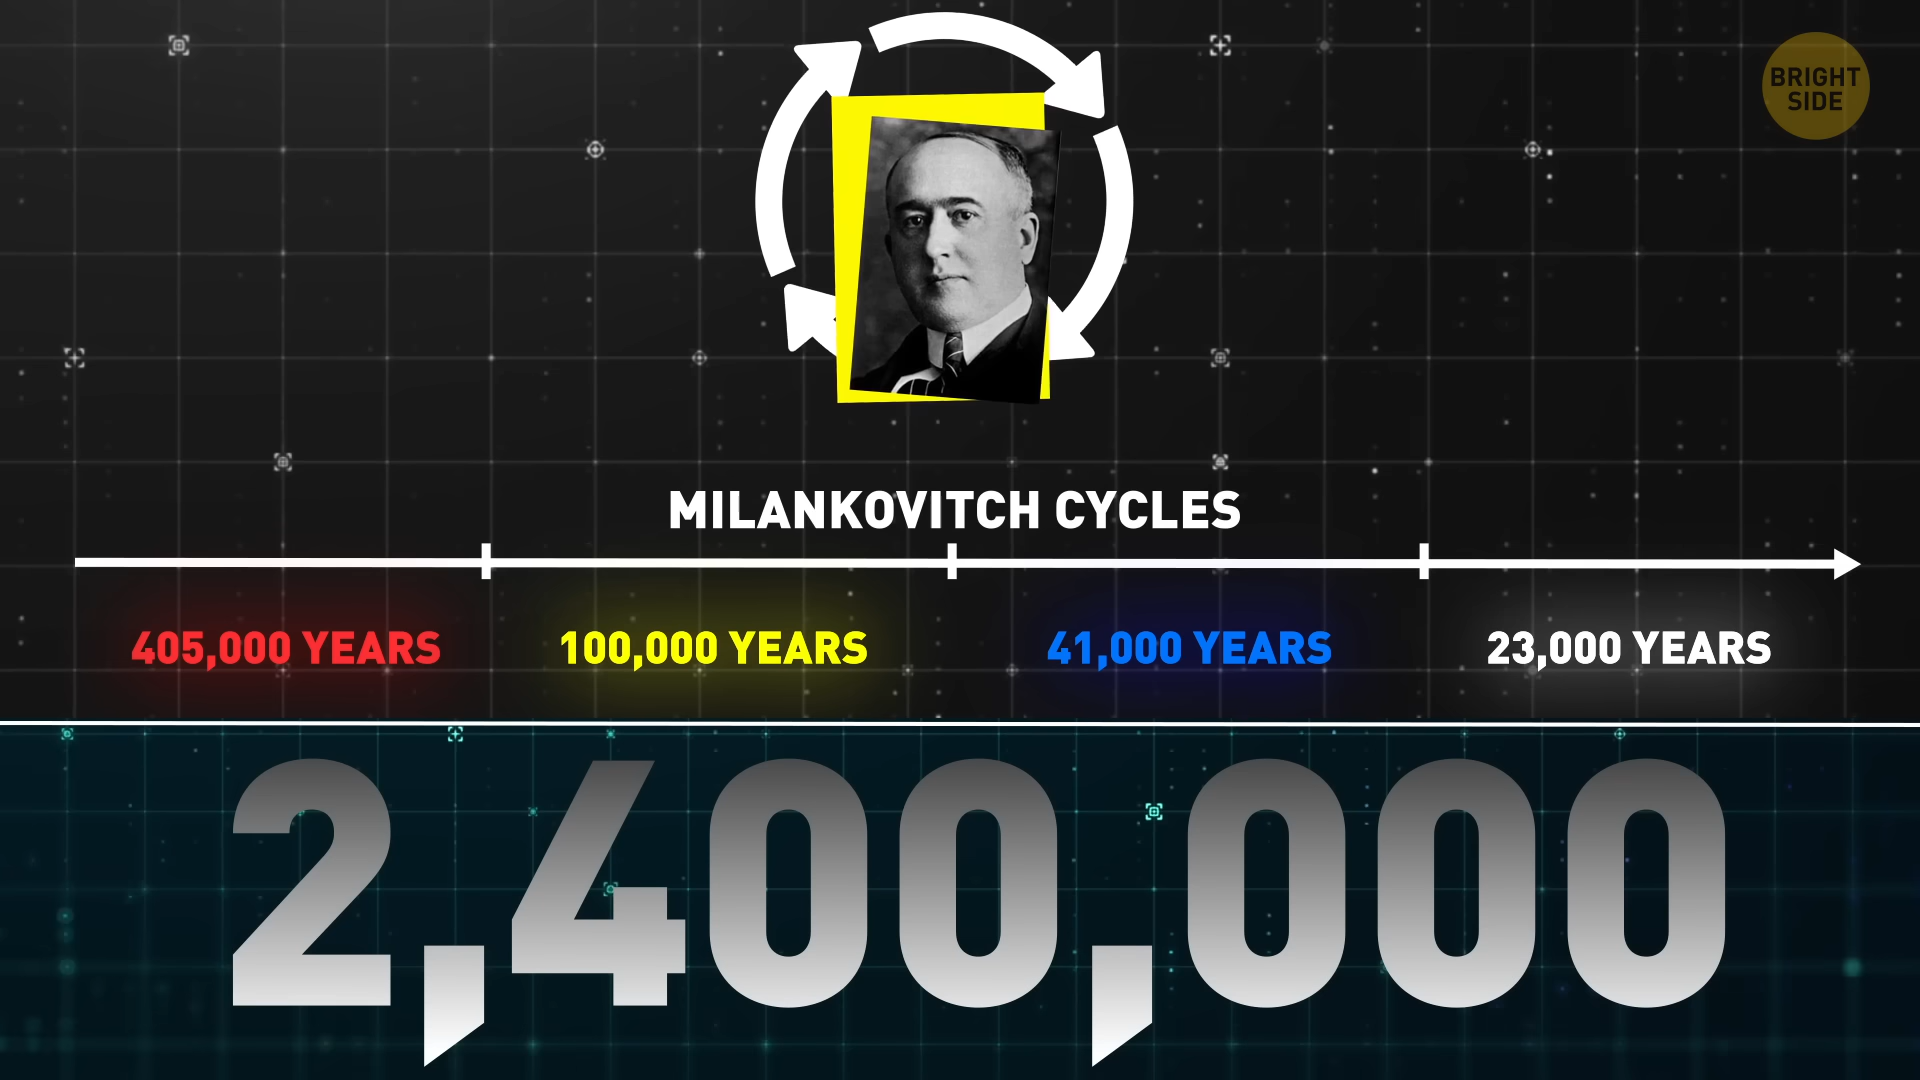 BRIGHT
SIDE
MILANKOVITCH CYCLES
405,000 YEARS
100,000 YEARS
41,000 YEARS
23,000 YEARS
2,400,000